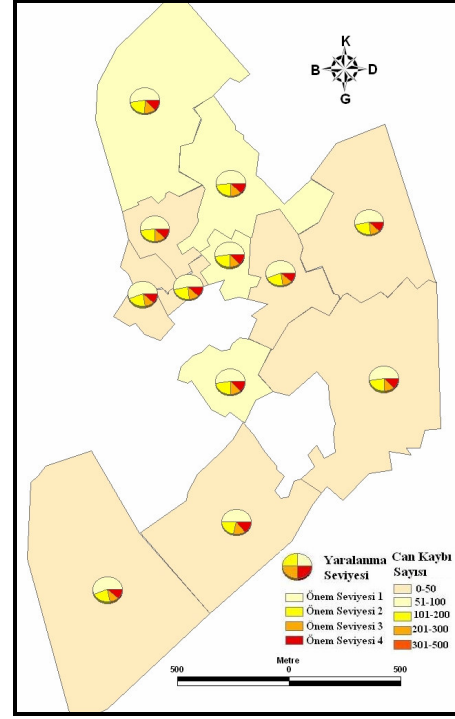 K
B D
G
Yaralanma Seviyesi
Önem Seviyesi 1
Önem Seviyesi 2
Önem Seviyesi 3
Önem Seviyesi 4
Can Kaybı Sayısı
0-50
51-100
101-200
201-300
301-500
Metre
500 0 500